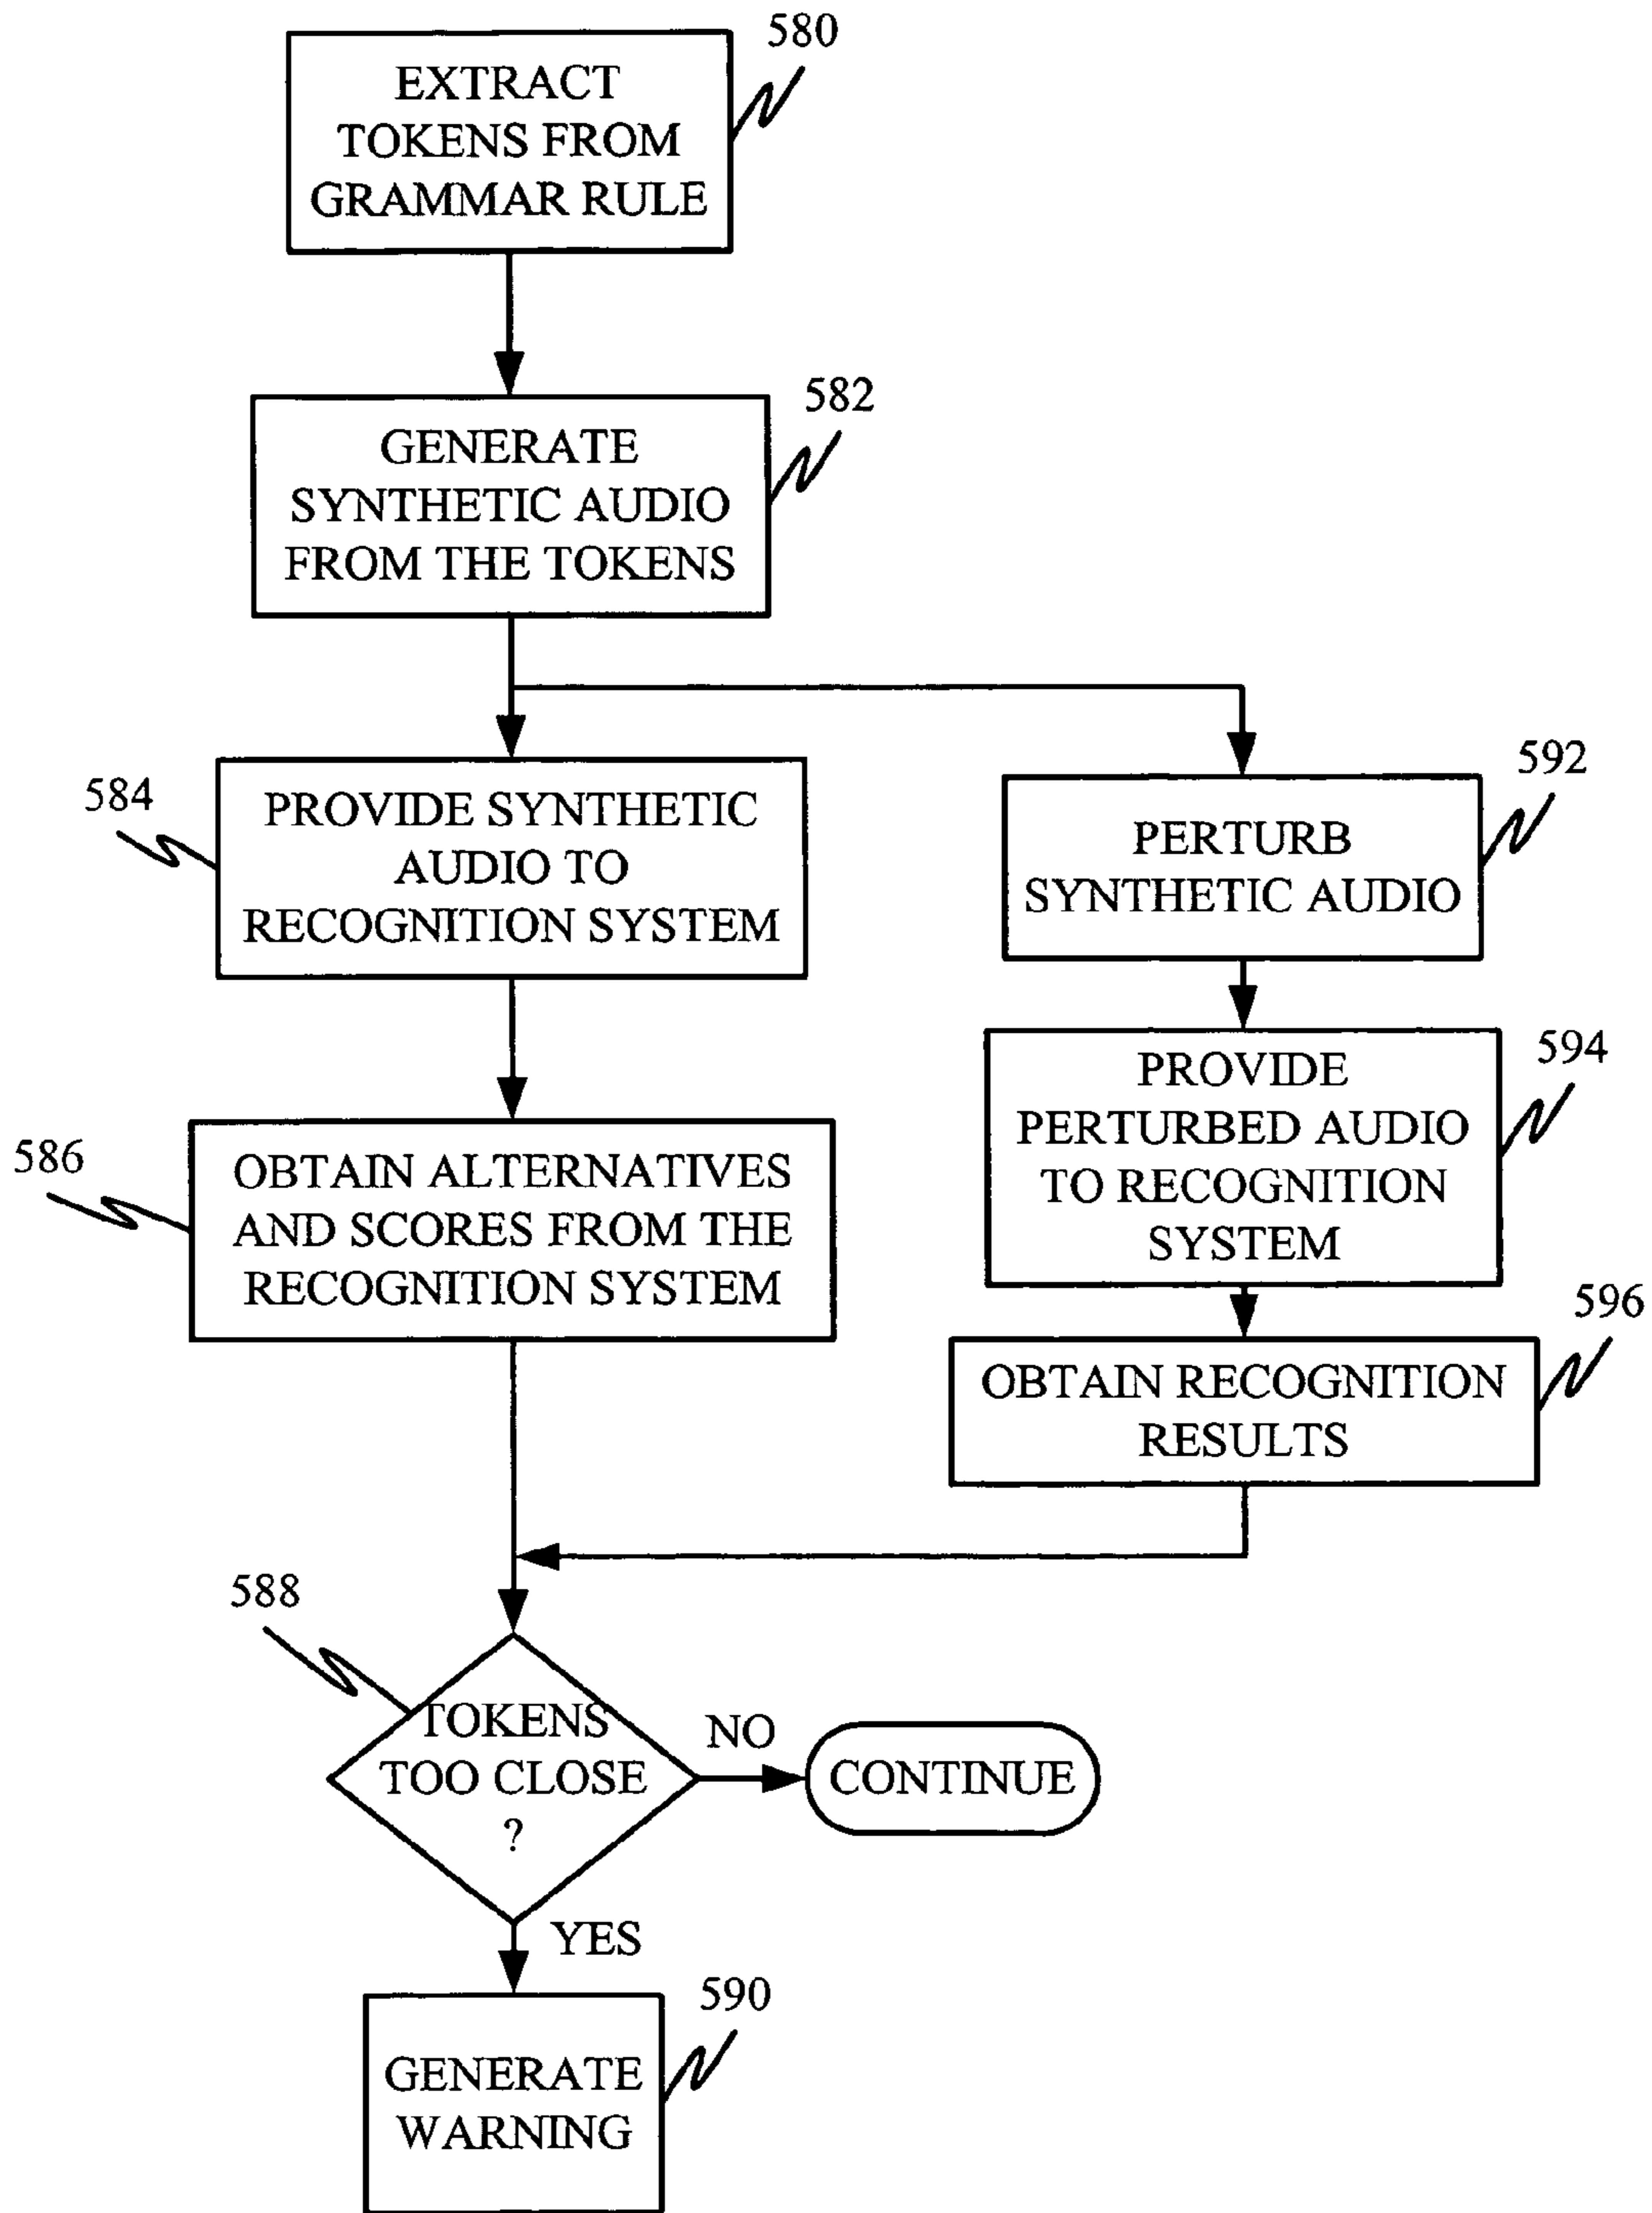 580
EXTRACT
TOKENS FROM
GRAMMAR RULE
582
GENERATE
SYNTHETIC AUDIO
FROM THE TOKENS
584
PROVIDE SYNTHETIC
AUDIO TO
RECOGNITION SYSTEM
592
PERTURB
SYNTHETIC AUDIO
594
PROVIDE
PERTURBED AUDIO
TO RECOGNITION
SYSTEM
586
OBTAIN ALTERNATIVES
AND SCORES FROM THE
RECOGNITION SYSTEM
596
OBTAIN RECOGNITION
RESULTS
588
TOKENS
TOO CLOSE
?
NO
CONTINUE
YES
590
GENERATE
WARNING